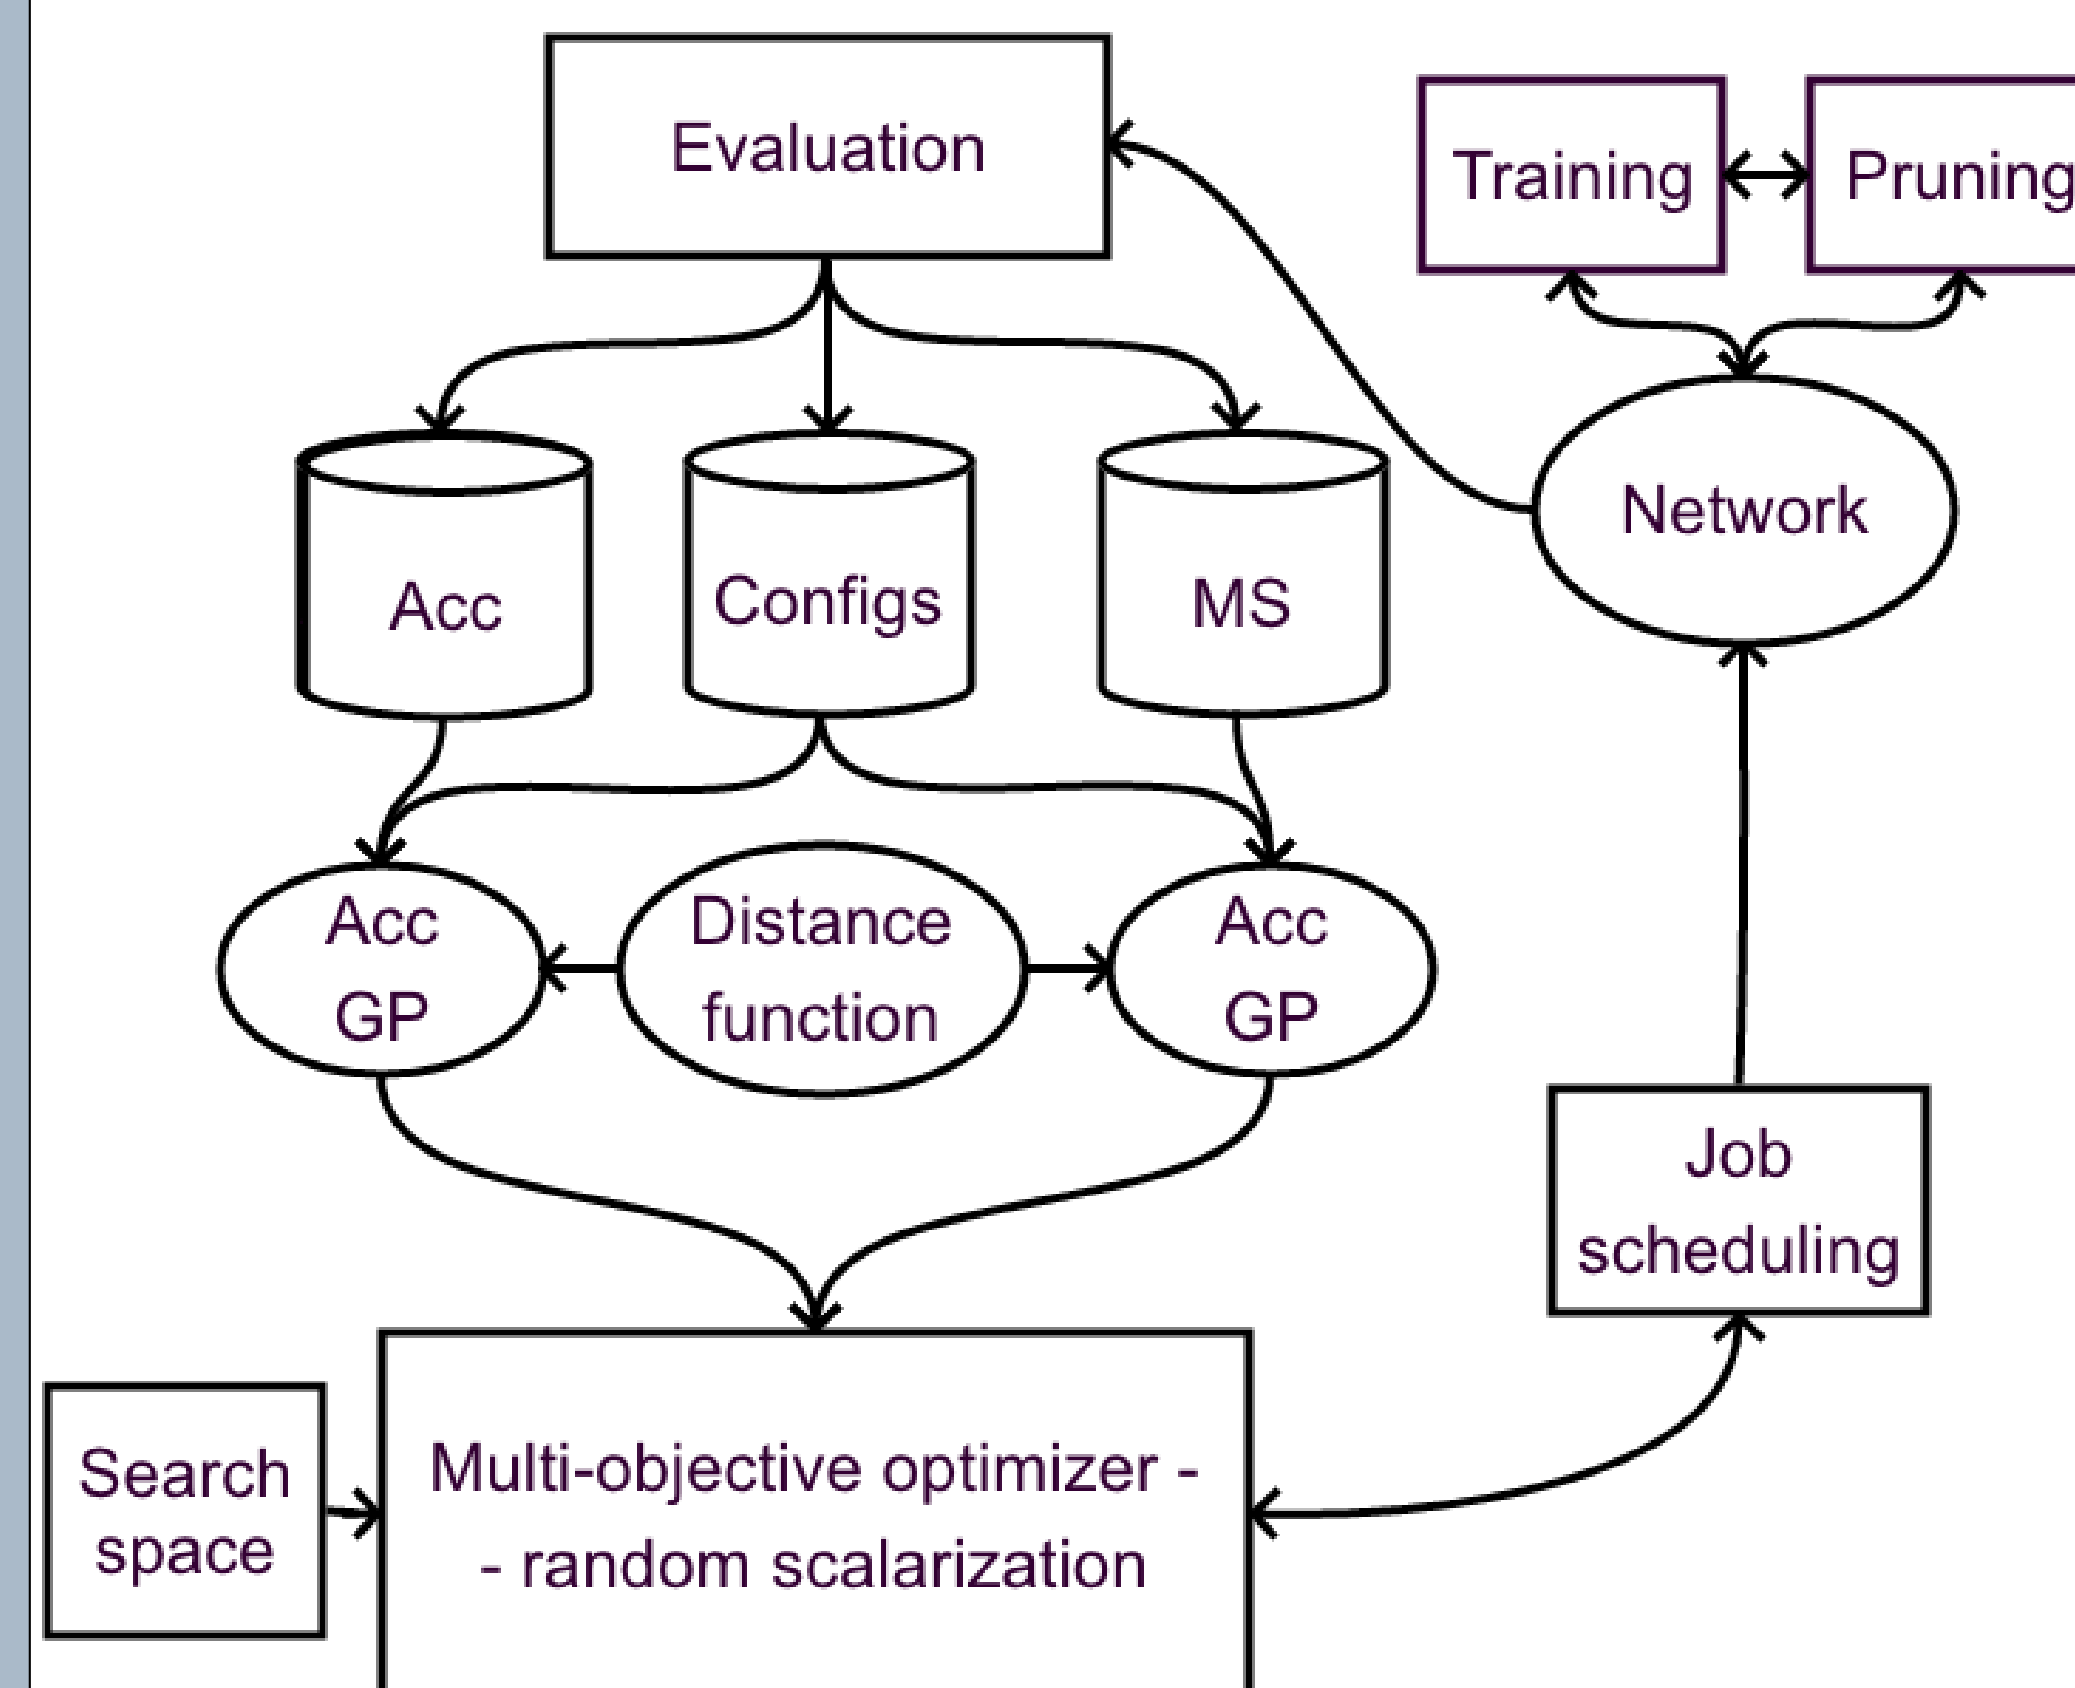 Evaluation
Training
Pruning
Network
Acc
Configs
MS
Acc
GP
Distance
function
Acc
GP
Job
scheduling
Search
space
Multi-objective optimizer -
- random scalarization